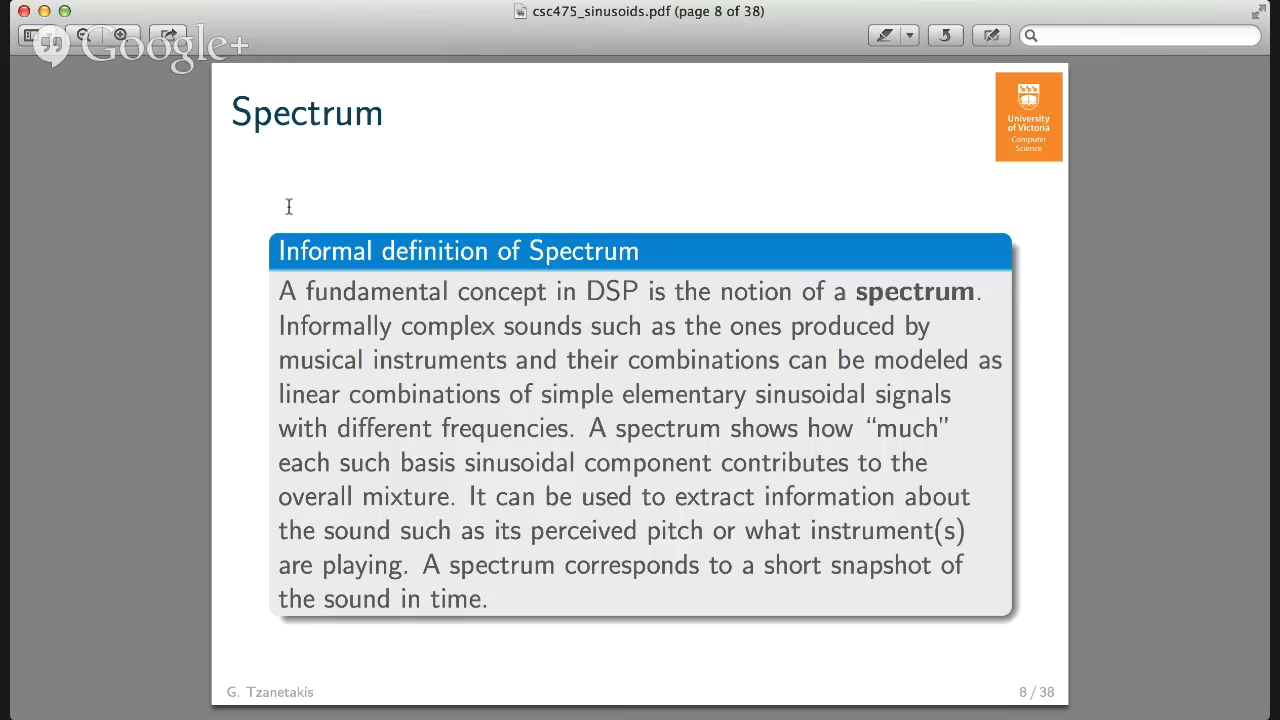 csc475_sinusoids.pdf (page 8 of 38)
Google+
Spectrum
University
of Victoria
Computer
Science
Informal definition of Spectrum
A fundamental concept in DSP is the notion of a spectrum.
Informally complex sounds such as the ones produced by
musical instruments and their combinations can be modeled as
linear combinations of simple elementary sinusoidal signals
with different frequencies. A spectrum shows how “much”
each such basis sinusoidal component contributes to the
overall mixture. It can be used to extract information about
the sound such as its perceived pitch or what instrument(s)
are playing. A spectrum corresponds to a short snapshot of
the sound in time.
G. Tzanetakis
8 / 38